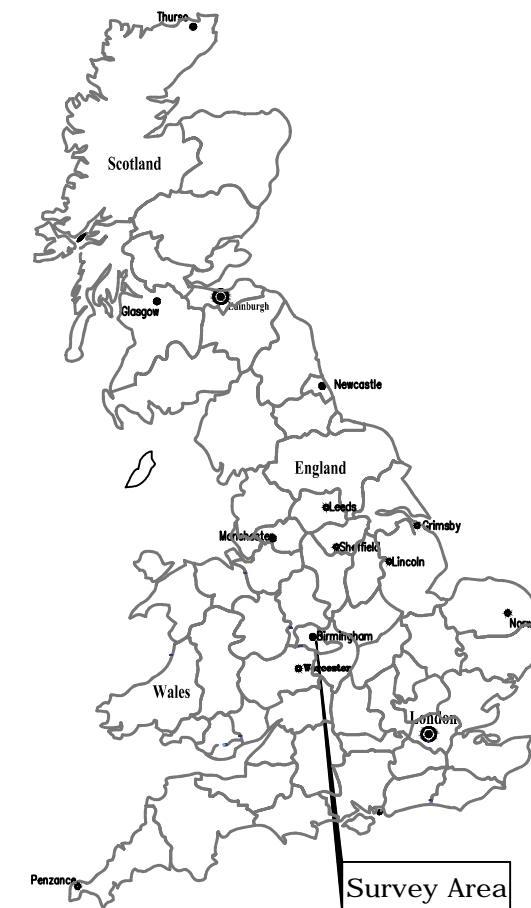 Thurso
Scotland
Glasgow
Edinburgh
Newcastle
England
Leeds
Grimsby
Manchester
Sheffield
Lincoln
Birmingham
Worcester
Wales
London
Penzance
Survey Area